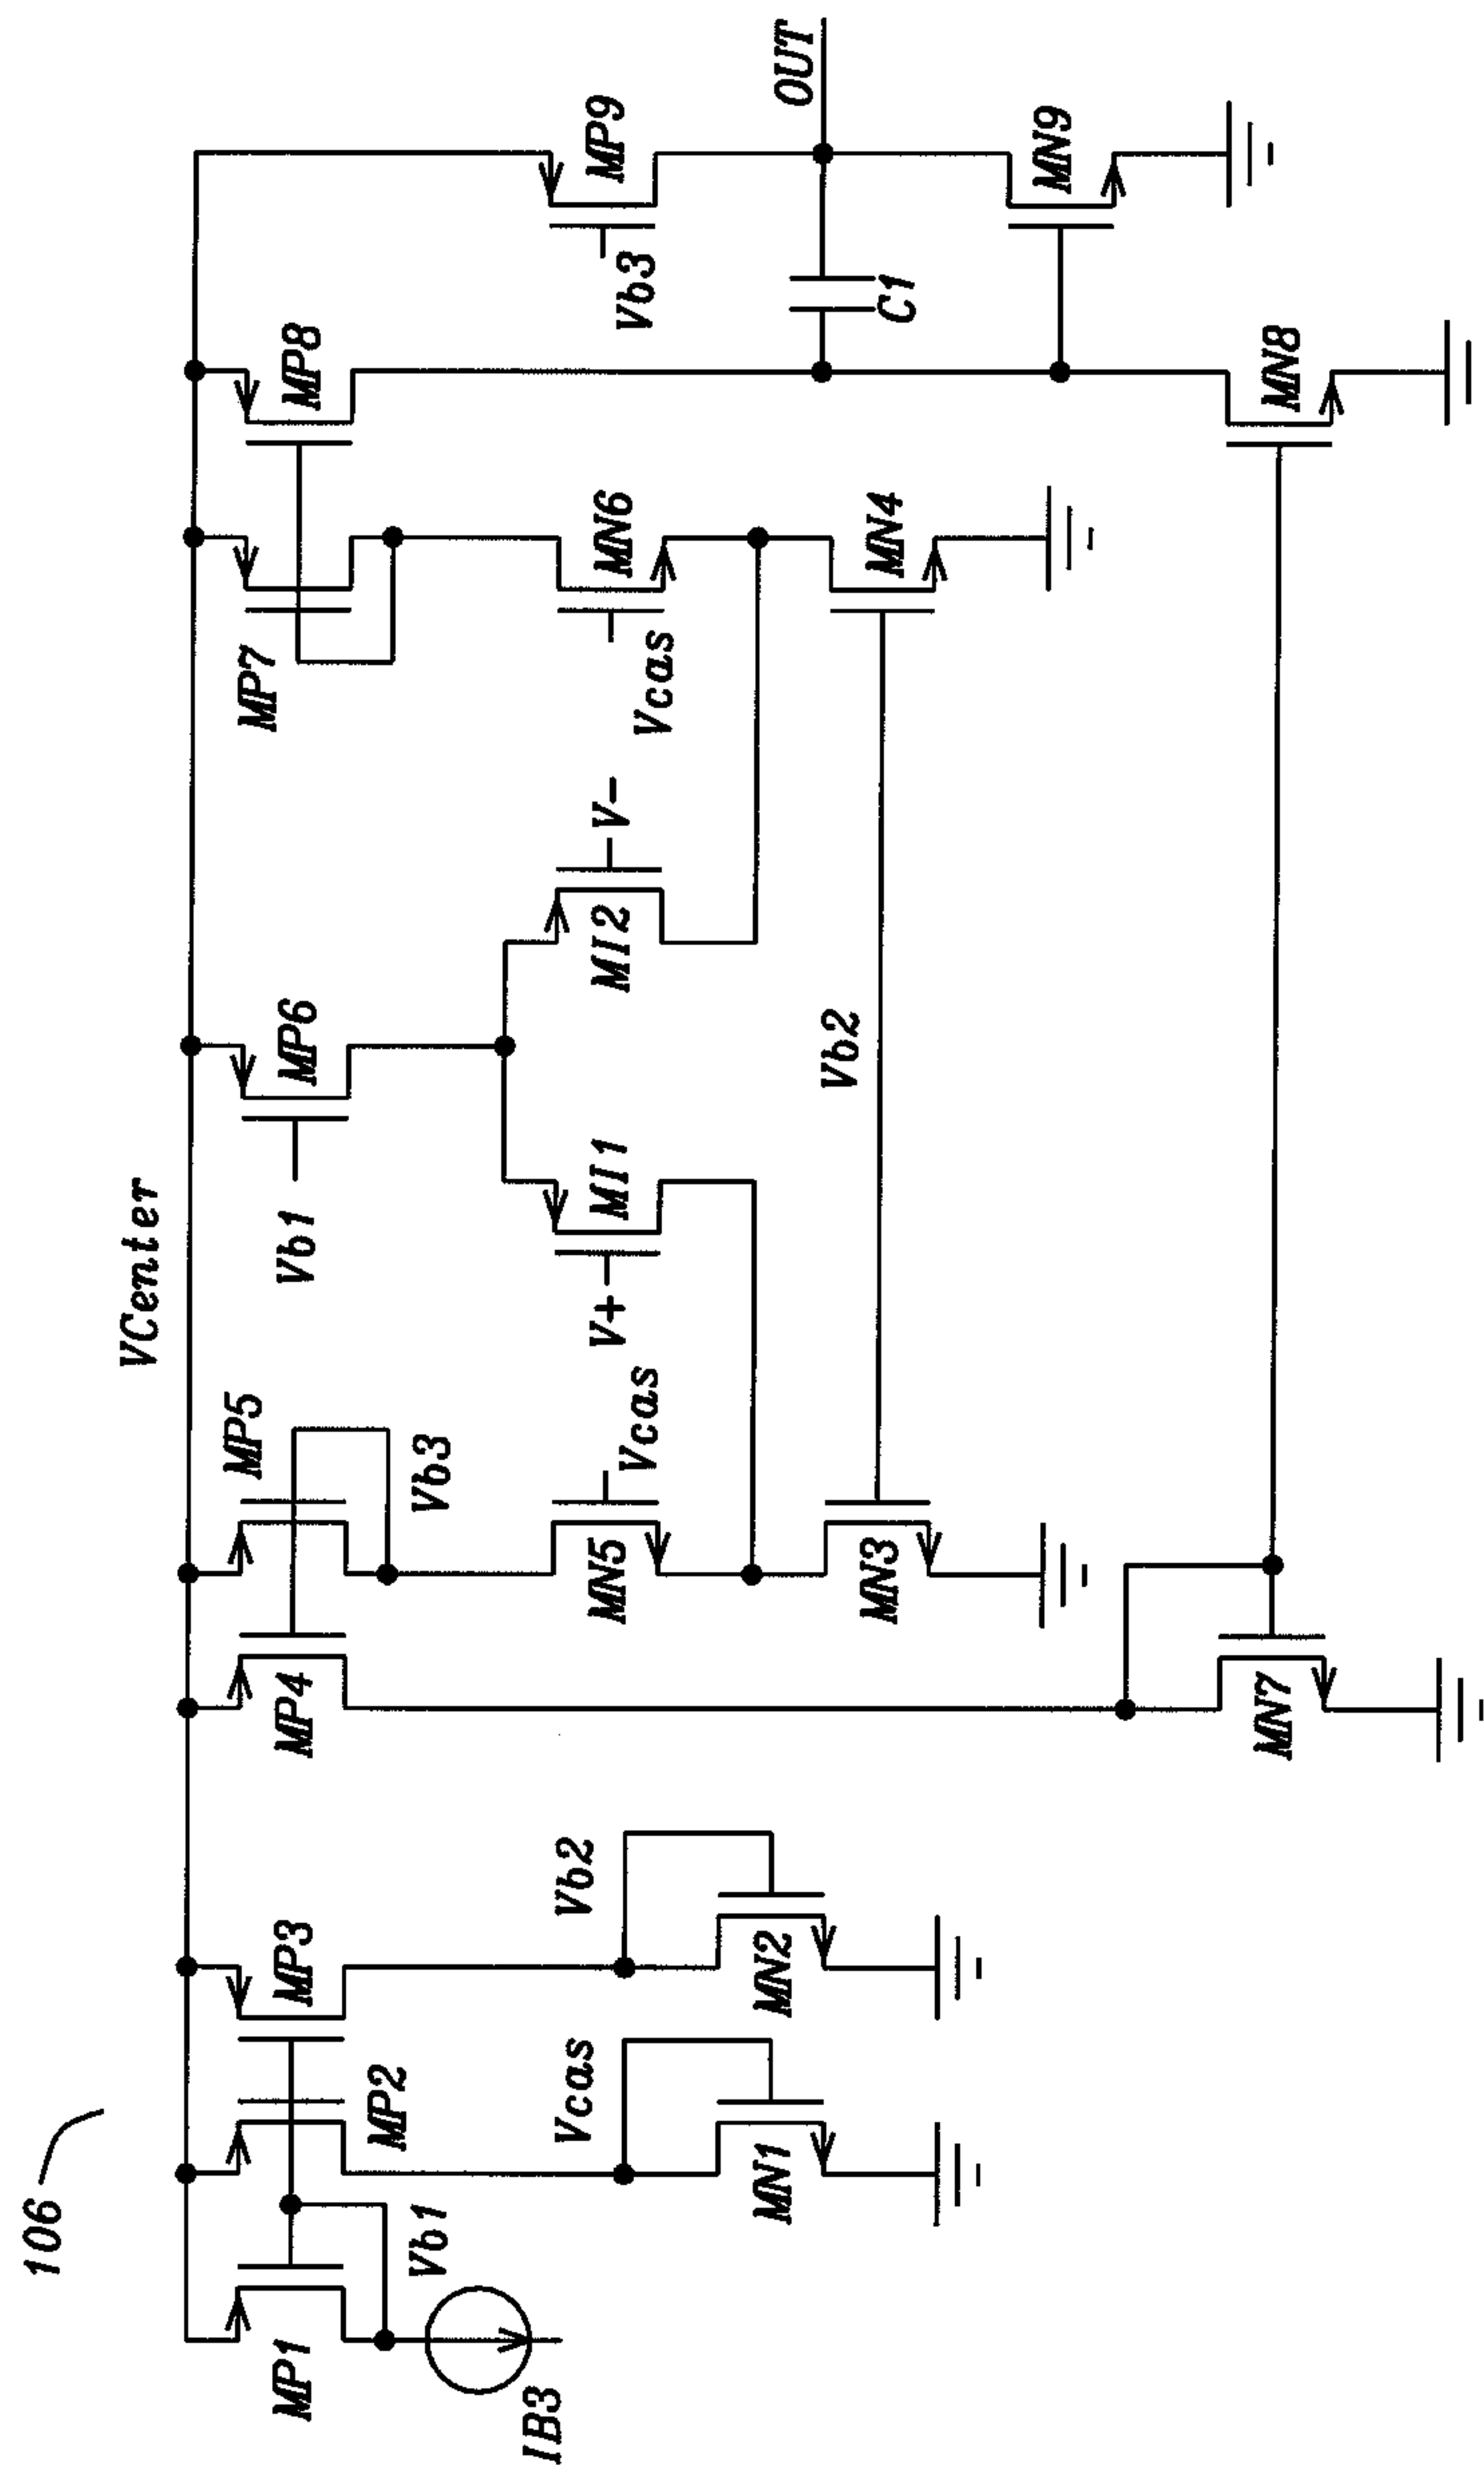 106
VCenter
MP1
Vb1
IB3
MP2
Vcas
MN1
MP3
Vb2
MN2
MP4
MN7
MP5
Vb3
MN5
Vcas
MN3
Vb1
MP6
V+
MI1
MI2
V-
Vb2
MP7
MN6
Vcas
MN4
MP8
MN8
C1
Vb3
MP9
MN9
OUT